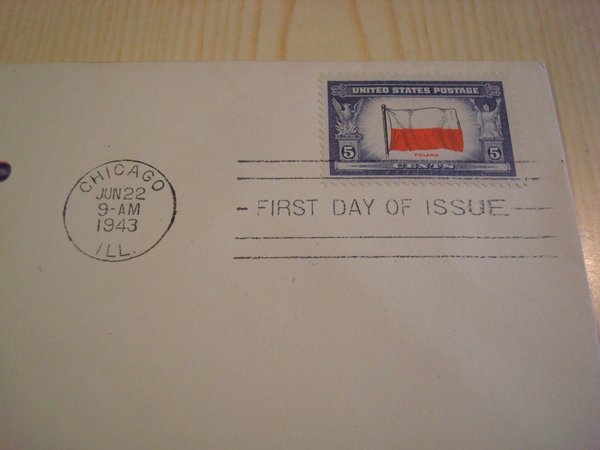 UNITED STATES POSTAGE
POLAND
5 CENTS 5
CHICAGO
JUN 22
9-AM
1943
ILL.
FIRST DAY OF ISSUE